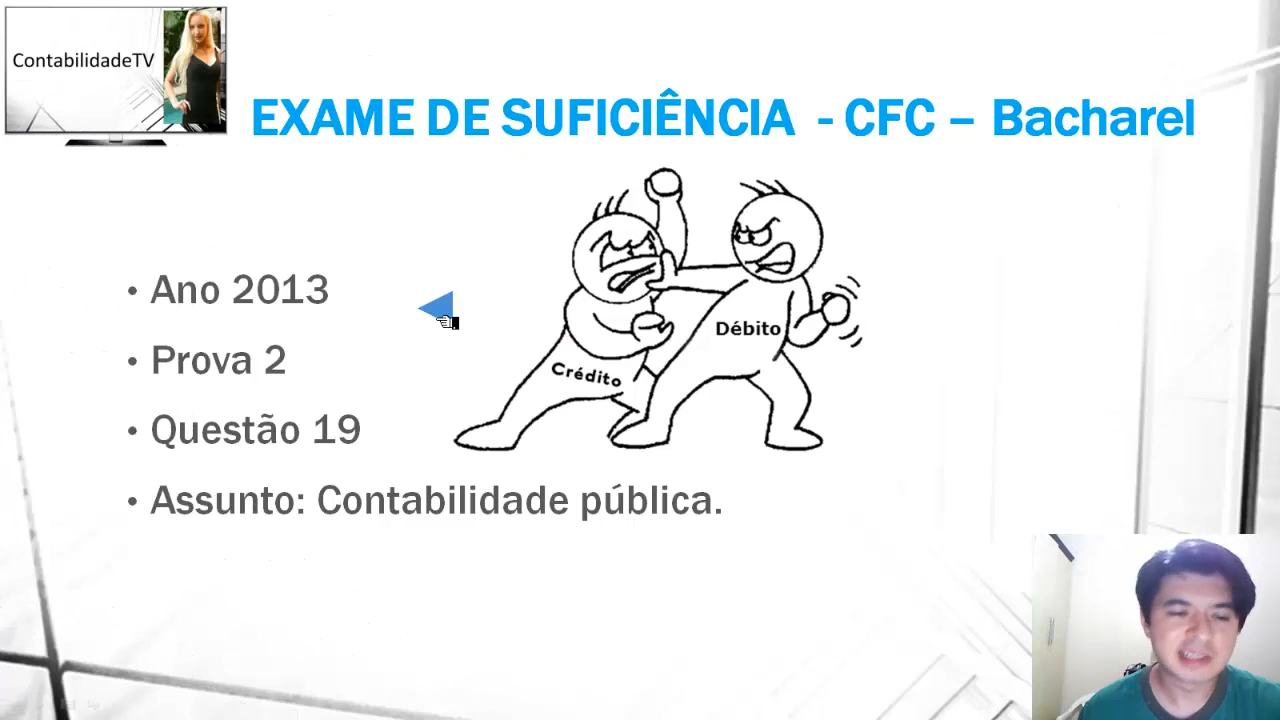 ContabilidadeTV
EXAME DE SUFICIÊNCIA - CFC – Bacharel
• Ano 2013
• Prova 2
• Questão 19
• Assunto: Contabilidade pública.
Crédito
Débito